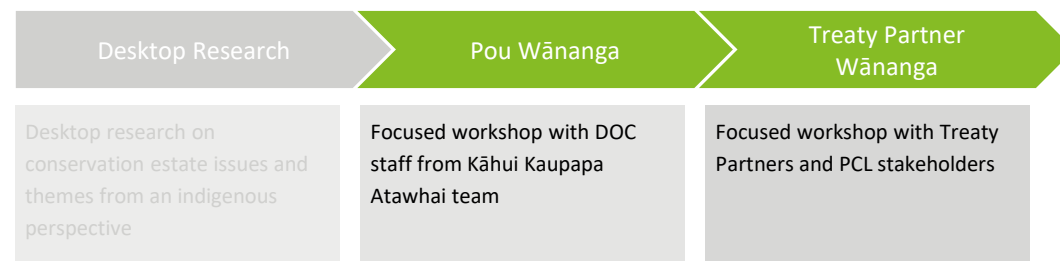 Desktop Research
Pou Wānanga
Treaty Partner
Wānanga
Desktop research on
conservation estate issues and
themes from an indigenous
perspective
Focused workshop with DOC
staff from Kāhui Kaupapa
Atawhai team
Focused workshop with Treaty
Partners and PCL stakeholders